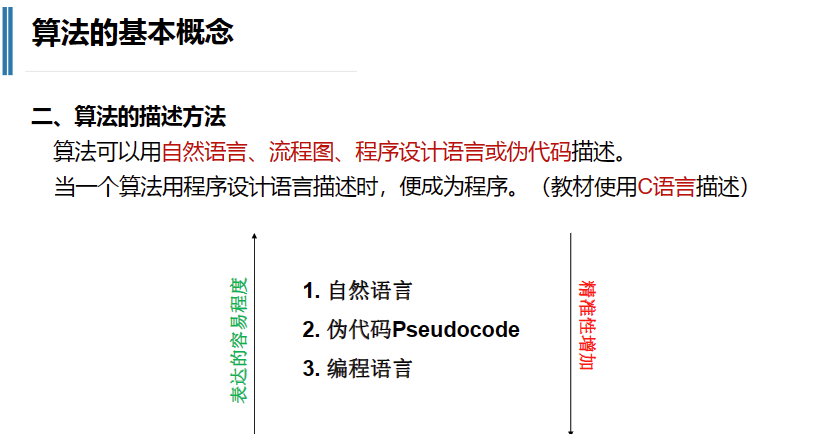 算法的基本概念
二、算法的描述方法
算法可以用自然语言、流程图、程序设计语言或伪代码描述。
当一个算法用程序设计语言描述时，便成为程序。（教材使用C语言描述）
表达的容易程度
1. 自然语言
2. 伪代码Pseudocode
3. 编程语言
精准性增加